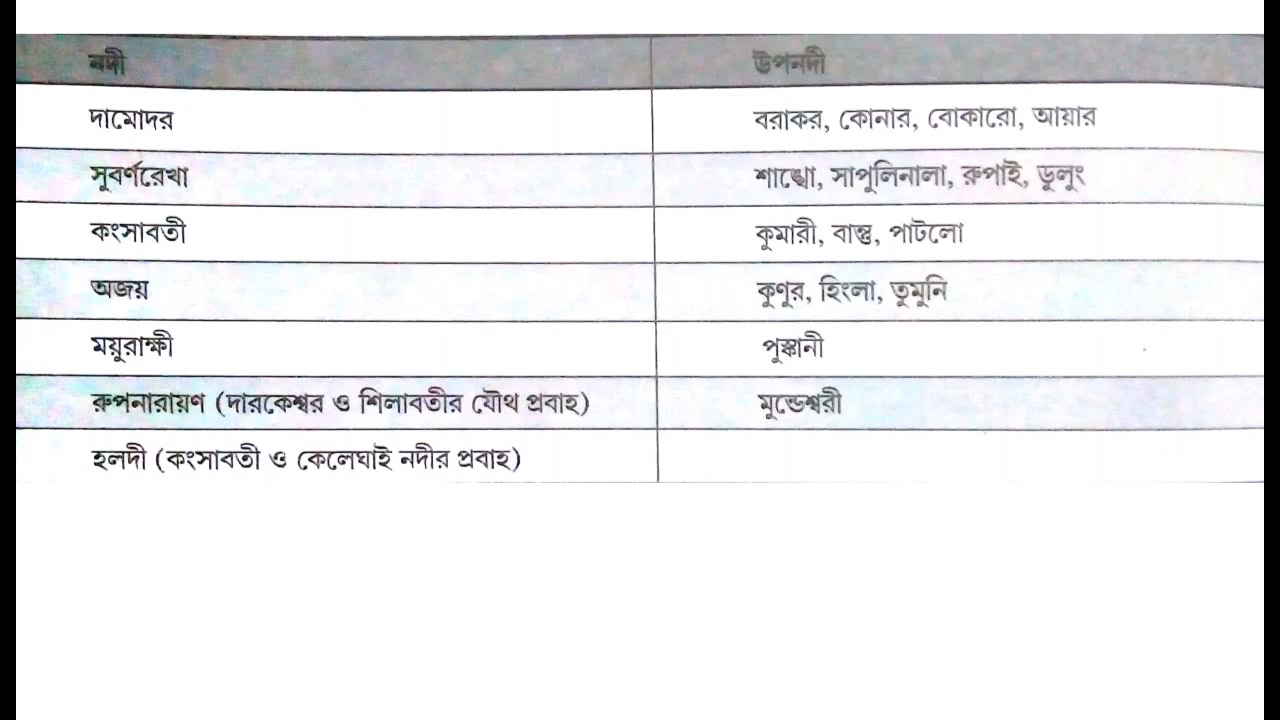 নদী উপনদী
দামোদর বরাকর, কোনার, বোকারো, আয়ার
সুবর্ণরেখা শাঙ্খো, সাপুলিনালা, রুপাই, ডুলুং
কংসাবতী কুমারী, বান্তু, পাটলো
অজয় কুণুর, হিংলা, তুমুনি
ময়ুরাক্ষী পুস্কানী
রুপনারায়ণ (দারকেশ্বর ও শিলাবতীর যৌথ প্রবাহ) মুন্ডেশ্বরী
হলদী (কংসাবতী ও কেলেঘাই নদীর প্রবাহ)